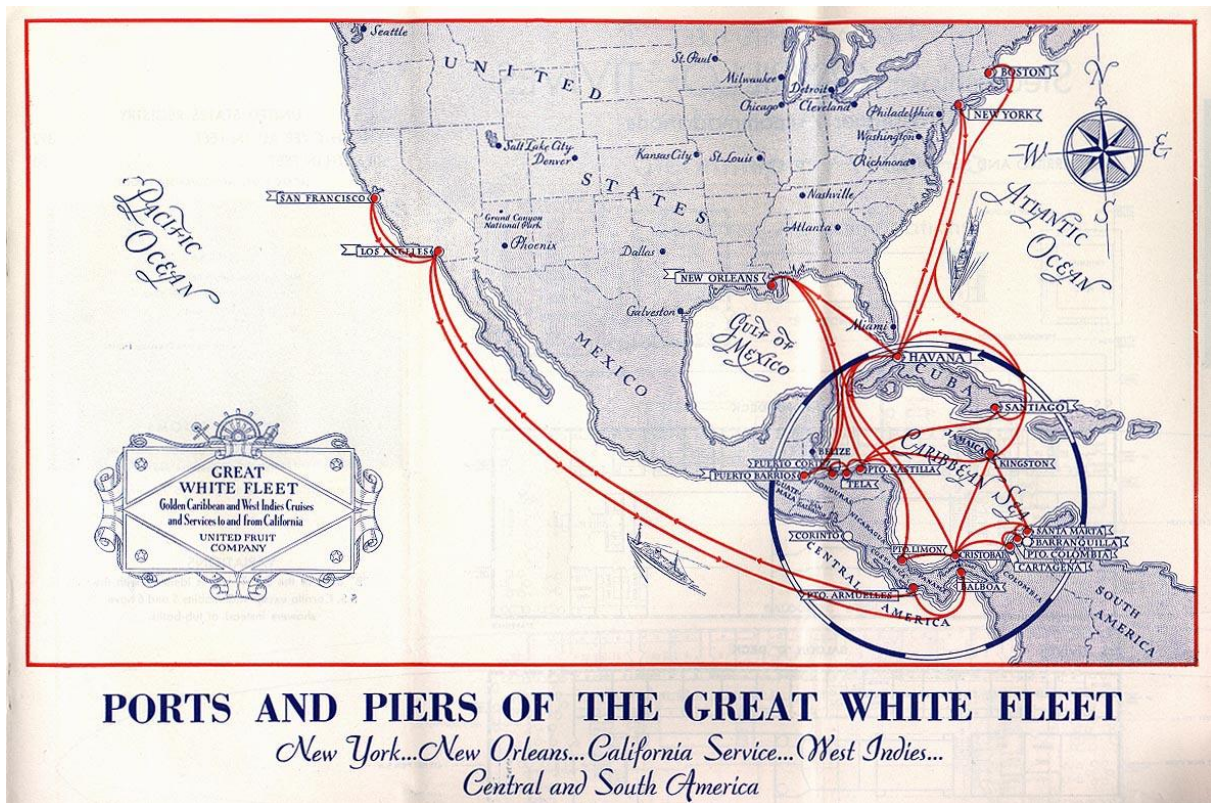 Seattle
UNITED
STATES
St. Paul
Milwaukee
Detroit
Chicago
Cleveland
Philadelphia
BOSTON
NEW YORK
N
W
E
S
Washington
Richmond
Salt Lake City
Denver
Kansas City
St. Louis
Nashville
Atlanta
Grand Canyon
National Park
Phoenix
Dallas
SAN FRANCISCO
LOS ANGELES
PACIFIC
OCEAN
ATLANTIC
OCEAN
NEW ORLEANS
Galveston
Miami
GULF OF
MEXICO
MEXICO
HAVANA
CUBA
SANTIAGO
JAMAICA
KINGSTON
CARIBBEAN SEA
BELIZE
PUERTO BARRIOS
PTO. CASTILLA
TELA
HONDURAS
NICARAGUA
COSTA RICA
PANAMA
CORINTO
CENTRAL
AMERICA
PTO. LIMON
CRISTOBAL
BALBOA
PTO. ARMUELLES
SANTA MARTA
BARRANQUILLA
PTO. COLOMBIA
CARTAGENA
COLOMBIA
SOUTH
AMERICA
GREAT
WHITE FLEET
Golden Caribbean and West Indies Cruises
and Services to and from California
UNITED FRUIT
COMPANY
PORTS AND PIERS OF THE GREAT WHITE FLEET
New York...New Orleans...California Service...West Indies...
Central and South America